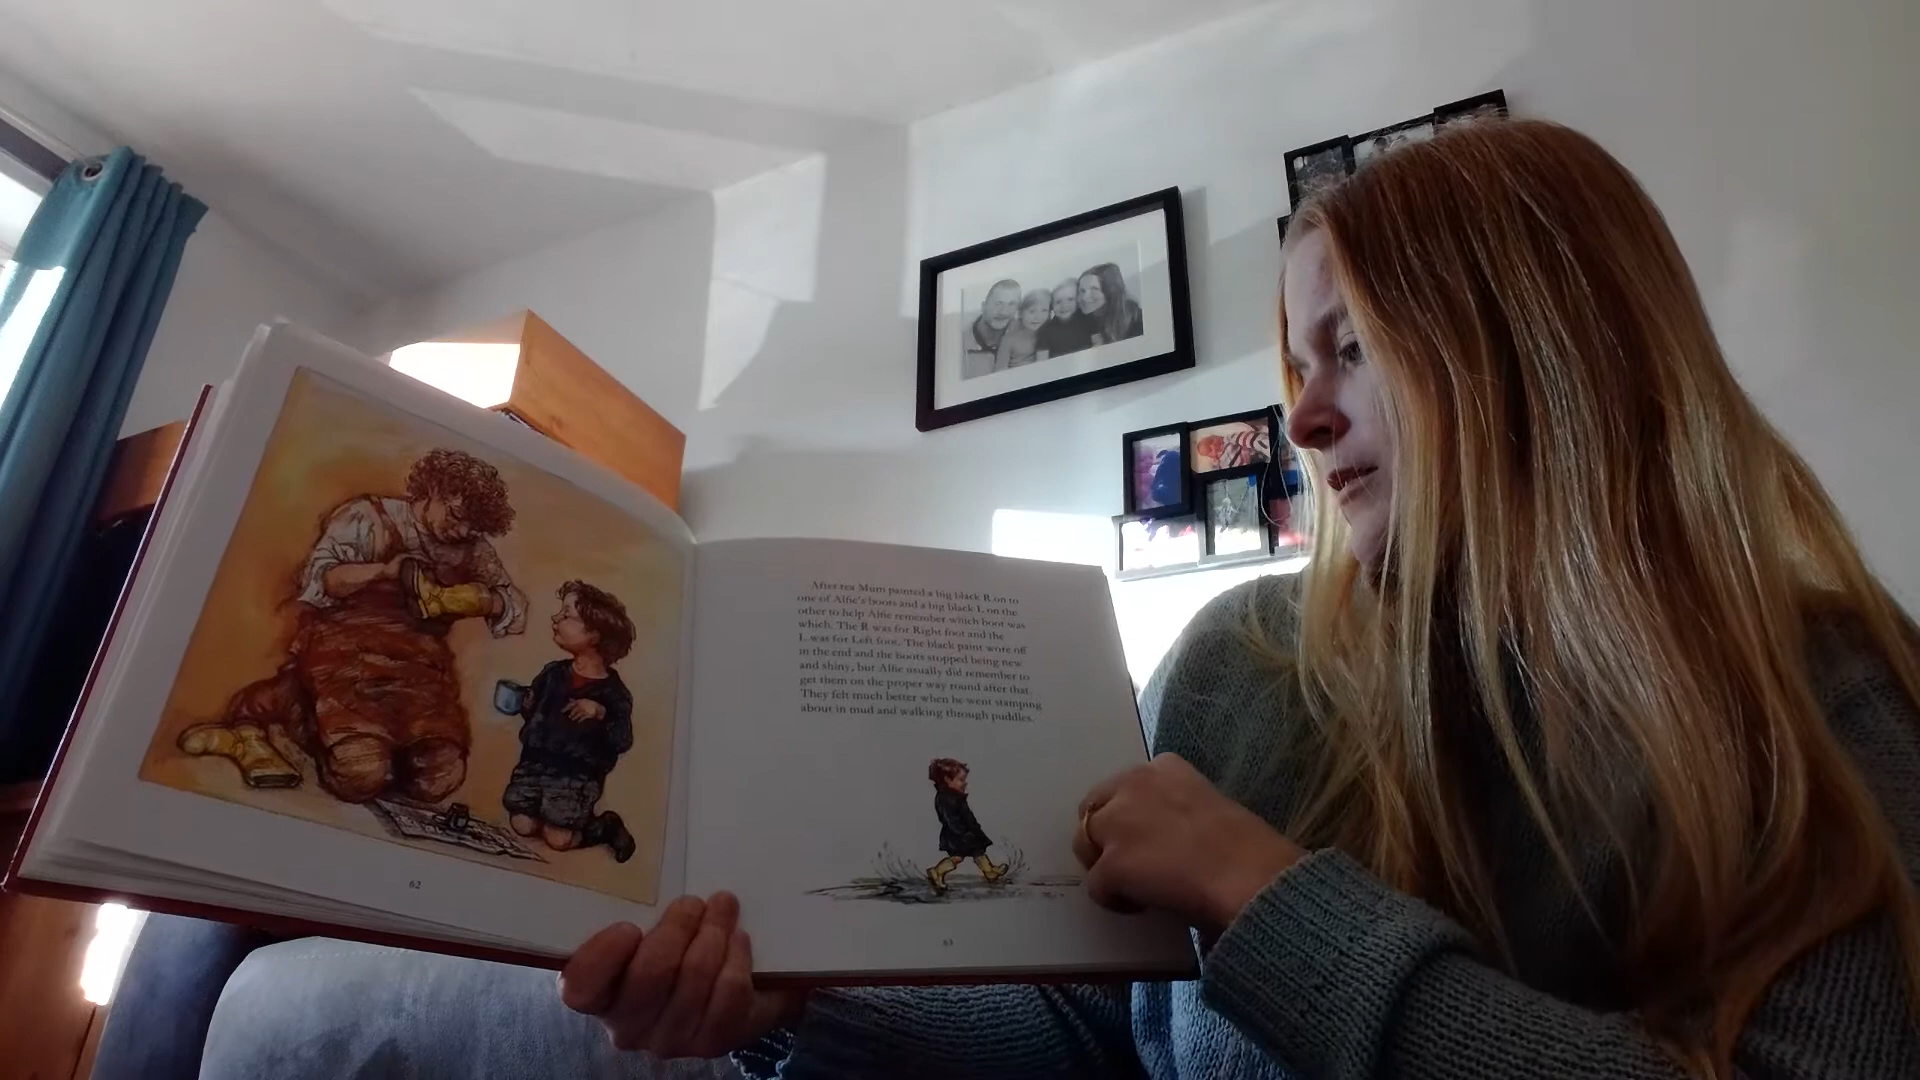 After tea Mum painted a big black R on to
one of Alfie's boots and a big black L on the
other to help Alfie remember which boot was
which. The R was for Right foot and the
L was for Left foot. The black paint wore off
in the end and the boots stopped being new
and shiny, but Alfie usually did remember to
get them on the proper way round after that.
They felt much better when he went stamping
about in mud and walking through puddles.
62
63